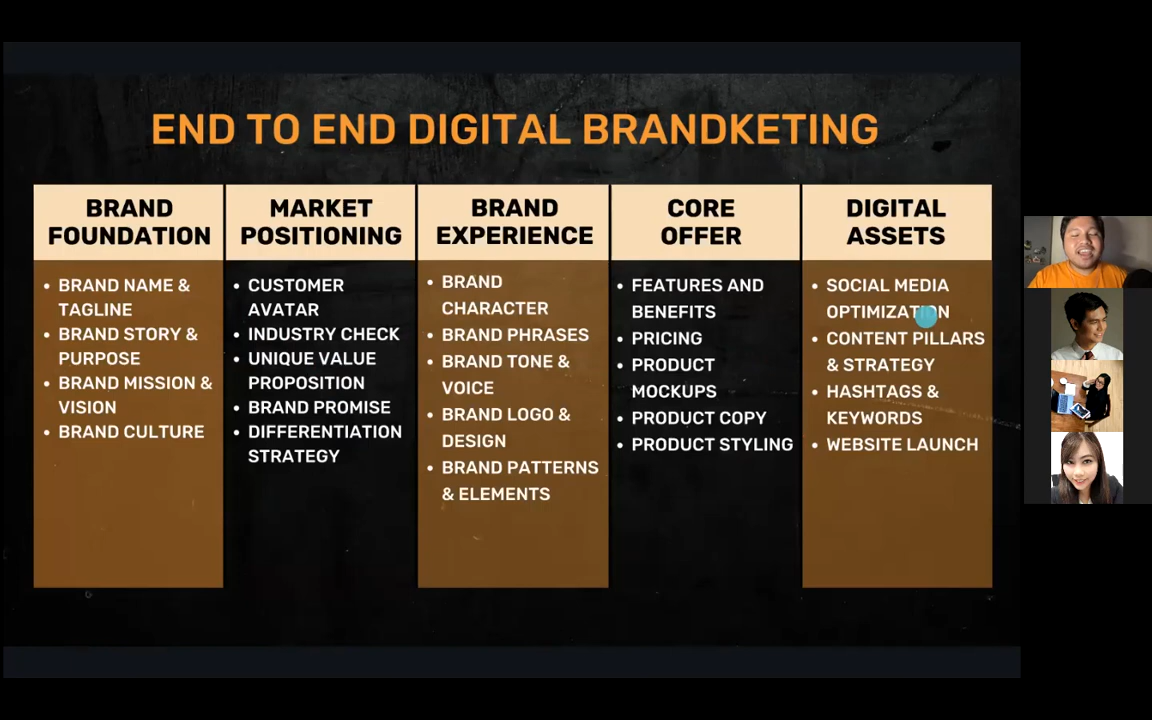 END TO END DIGITAL BRANDKETING
BRAND
FOUNDATION
• BRAND NAME &
TAGLINE
• BRAND STORY &
PURPOSE
• BRAND MISSION &
VISION
• BRAND CULTURE
MARKET
POSITIONING
• CUSTOMER
AVATAR
• INDUSTRY CHECK
• UNIQUE VALUE
PROPOSITION
• BRAND PROMISE
• DIFFERENTIATION
STRATEGY
BRAND
EXPERIENCE
• BRAND
CHARACTER
• BRAND PHRASES
• BRAND TONE &
VOICE
• BRAND LOGO &
DESIGN
• BRAND PATTERNS
& ELEMENTS
CORE
OFFER
• FEATURES AND
BENEFITS
• PRICING
• PRODUCT
MOCKUPS
• PRODUCT COPY
• PRODUCT STYLING
DIGITAL
ASSETS
• SOCIAL MEDIA
OPTIMIZATION
• CONTENT PILLARS
& STRATEGY
• HASHTAGS &
KEYWORDS
• WEBSITE LAUNCH